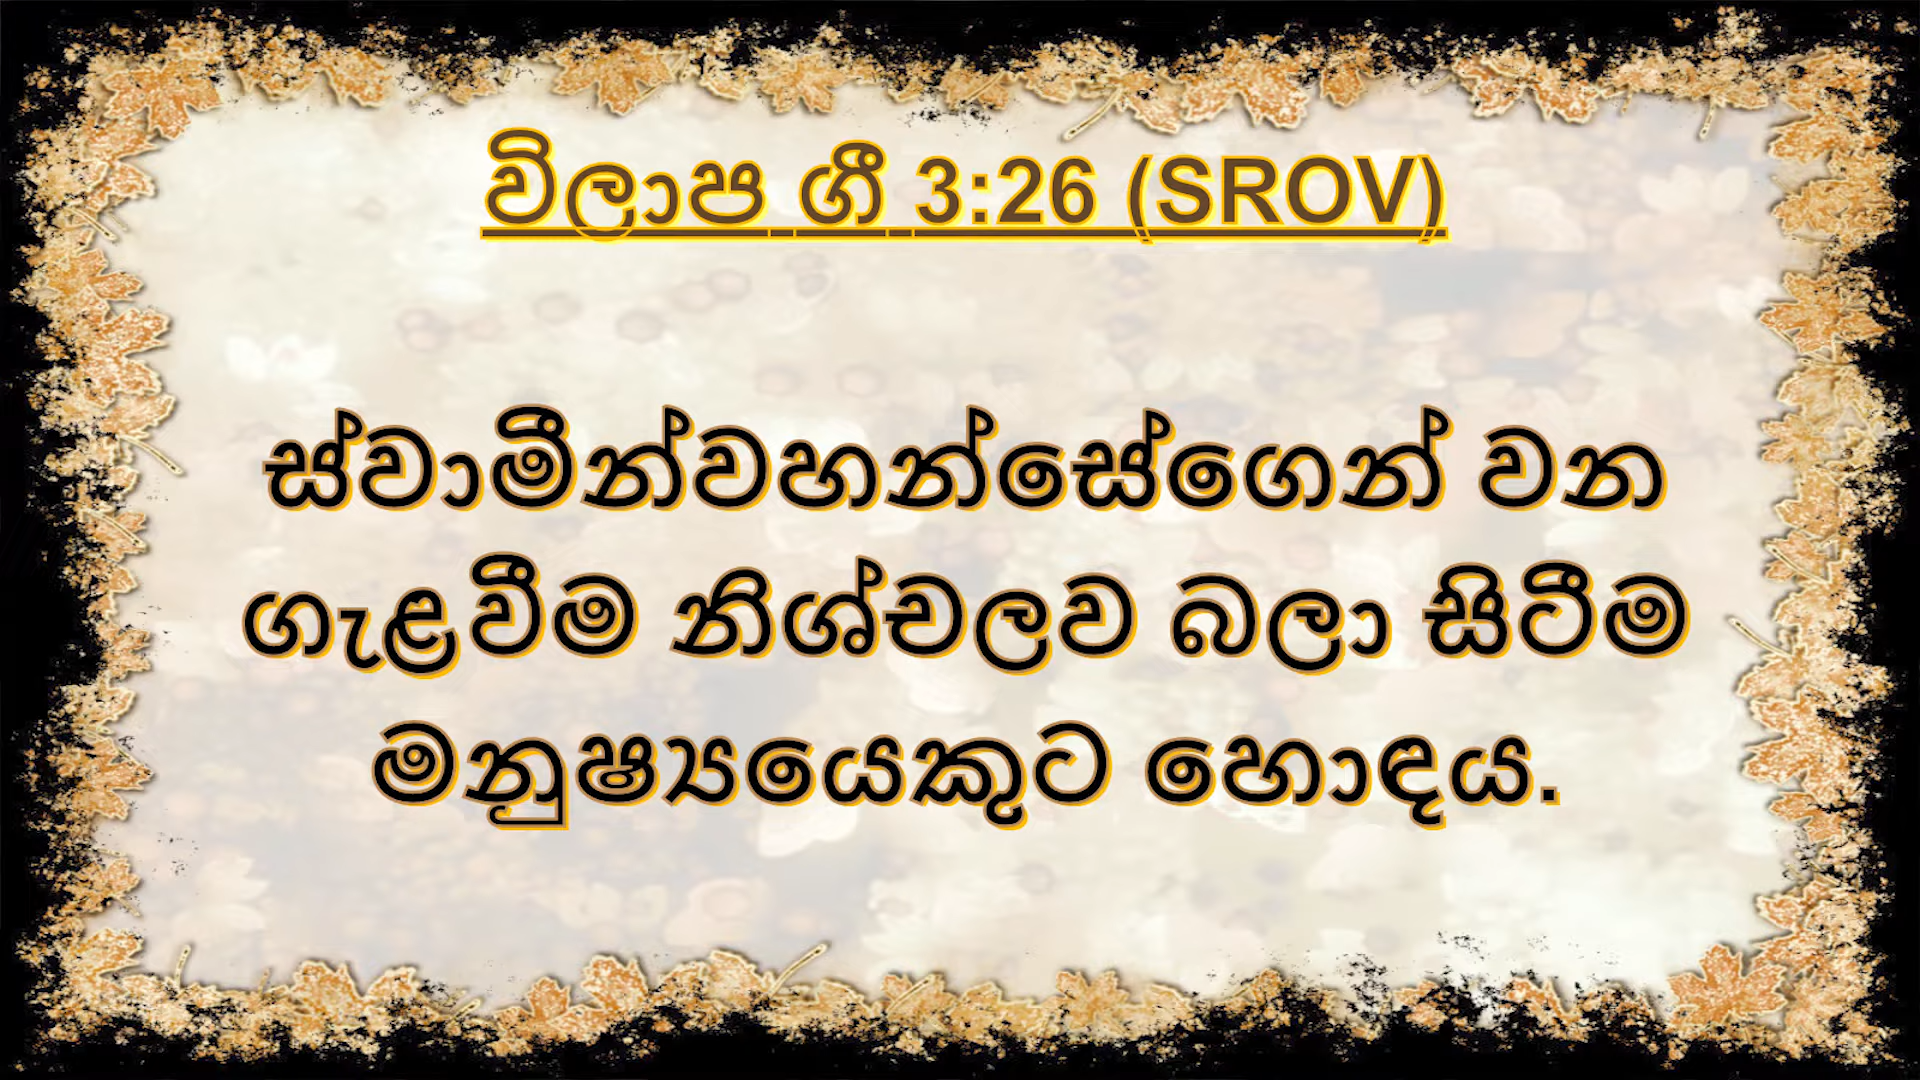 විලාප ගී 3:26 (SROV)
ස්වාමීන්වහන්සේගෙන් වන
ගැළවීම නිශ්චලව බලා සිටීම
මනුෂ්‍යයෙකුට හොඳය.